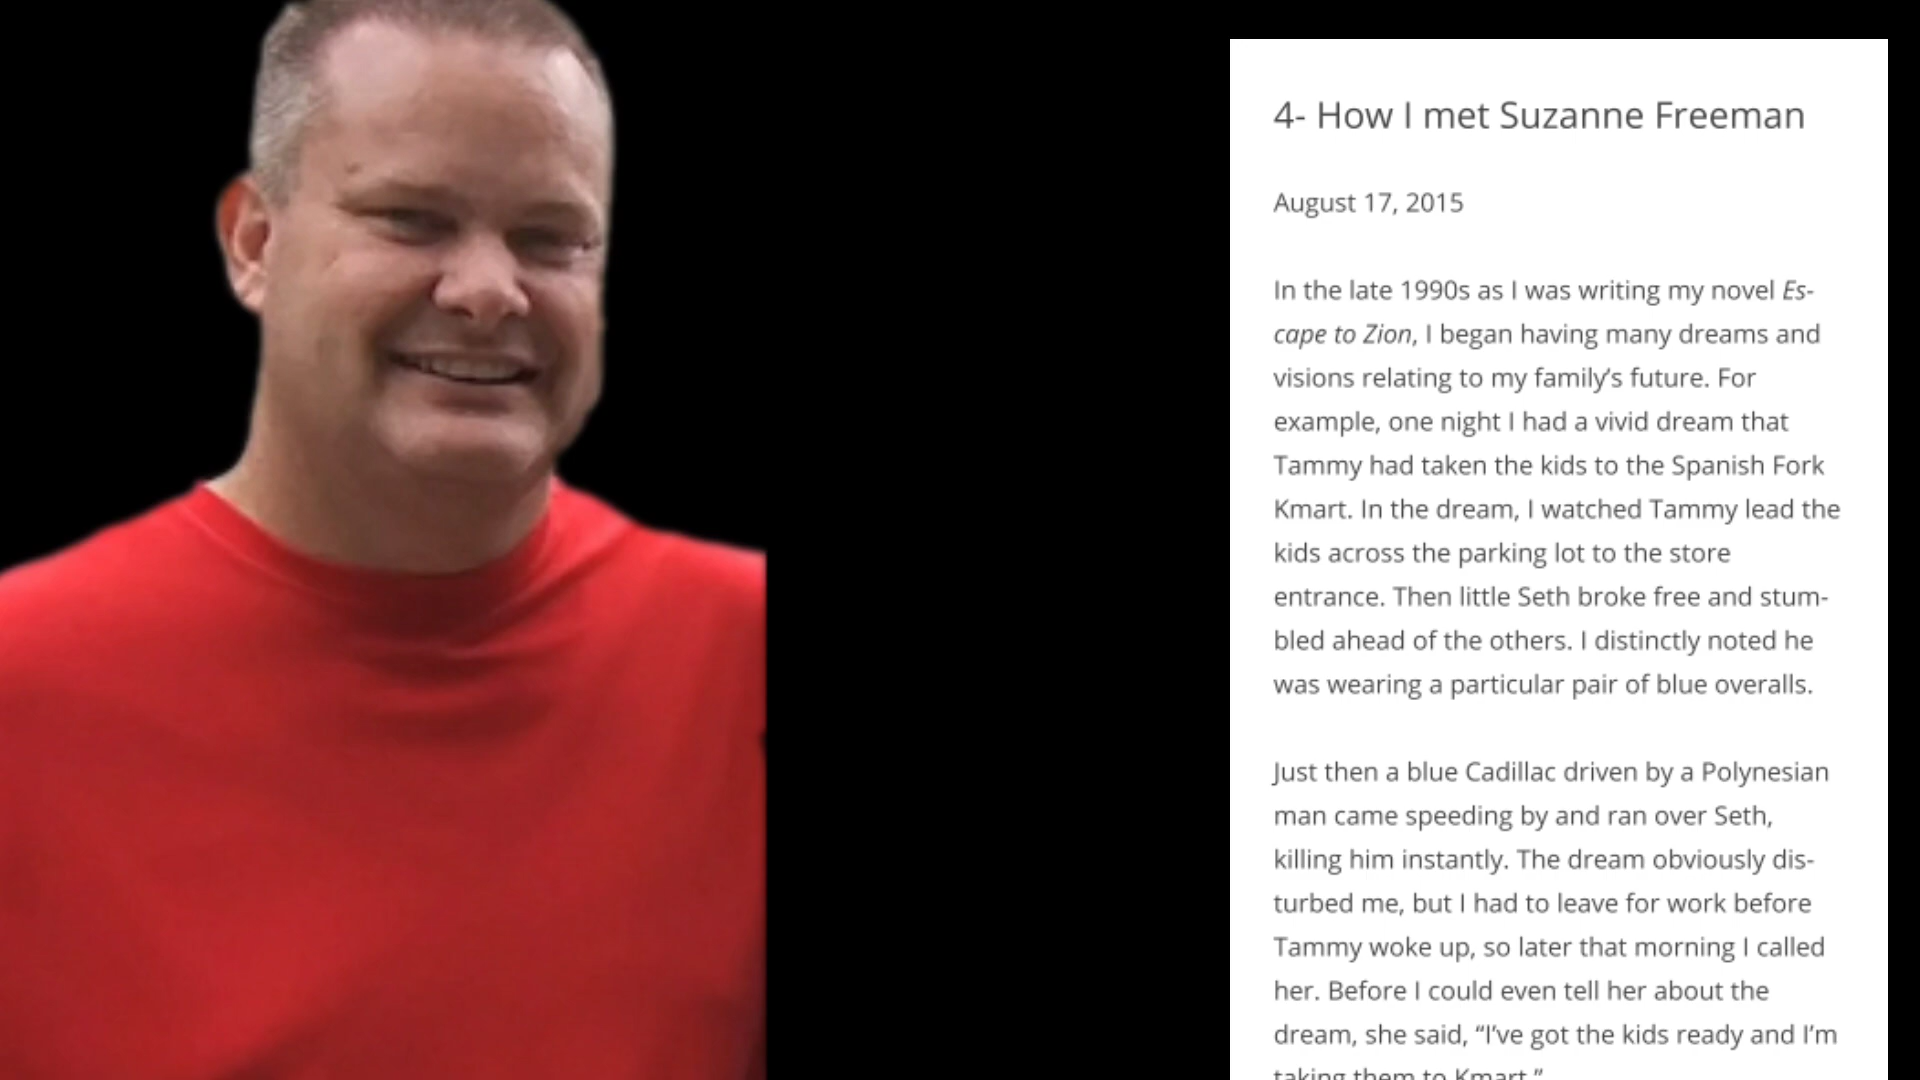 4- How I met Suzanne Freeman
August 17, 2015
In the late 1990s as I was writing my novel Es-
cape to Zion, I began having many dreams and
visions relating to my family’s future. For
example, one night I had a vivid dream that
Tammy had taken the kids to the Spanish Fork
Kmart. In the dream, I watched Tammy lead the
kids across the parking lot to the store
entrance. Then little Seth broke free and stum-
bled ahead of the others. I distinctly noted he
was wearing a particular pair of blue overalls.
Just then a blue Cadillac driven by a Polynesian
man came speeding by and ran over Seth,
killing him instantly. The dream obviously dis-
turbed me, but I had to leave for work before
Tammy woke up, so later that morning I called
her. Before I could even tell her about the
dream, she said, “I’ve got the kids ready and I’m
taking them to Kmart.”